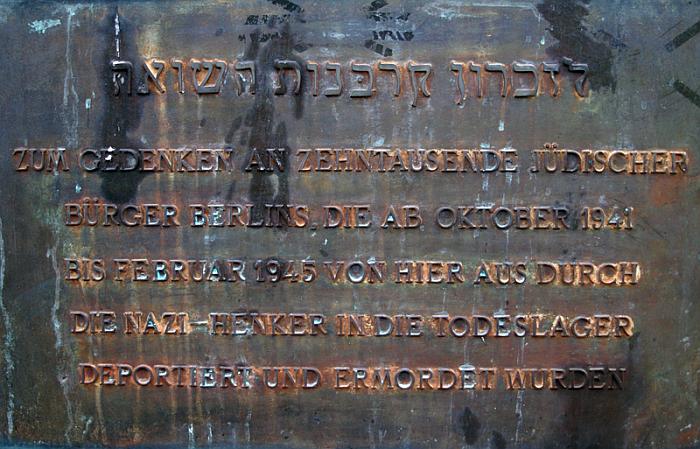 לזכרון קרבנות השואה
ZUM GEDENKEN AN ZEHNTAUSENDE JÜDISCHER
BÜRGER BERLINS, DIE AB OKTOBER 1941
BIS FEBRUAR 1945 VON HIER AUS DURCH
DIE NAZI-HENKER IN DIE TODESLAGER
DEPORTIERT UND ERMORDET WURDEN